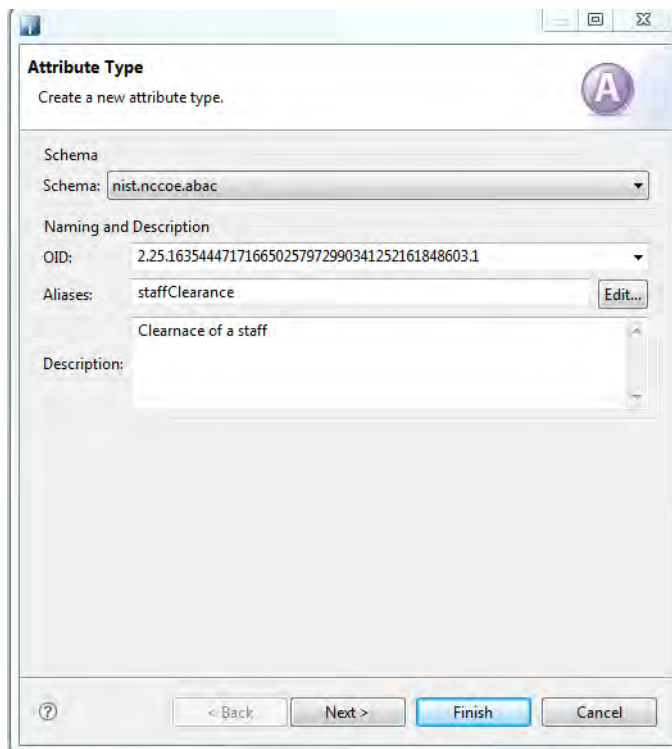 Attribute Type
Create a new attribute type.
A
Schema
Schema: nist.nccoe.abac
Naming and Description
OID: 2.25.163544471716650257972990341252161848603.1
Aliases: staffClearance Edit...
Clearnace of a staff
Description:
? < Back Next > Finish Cancel